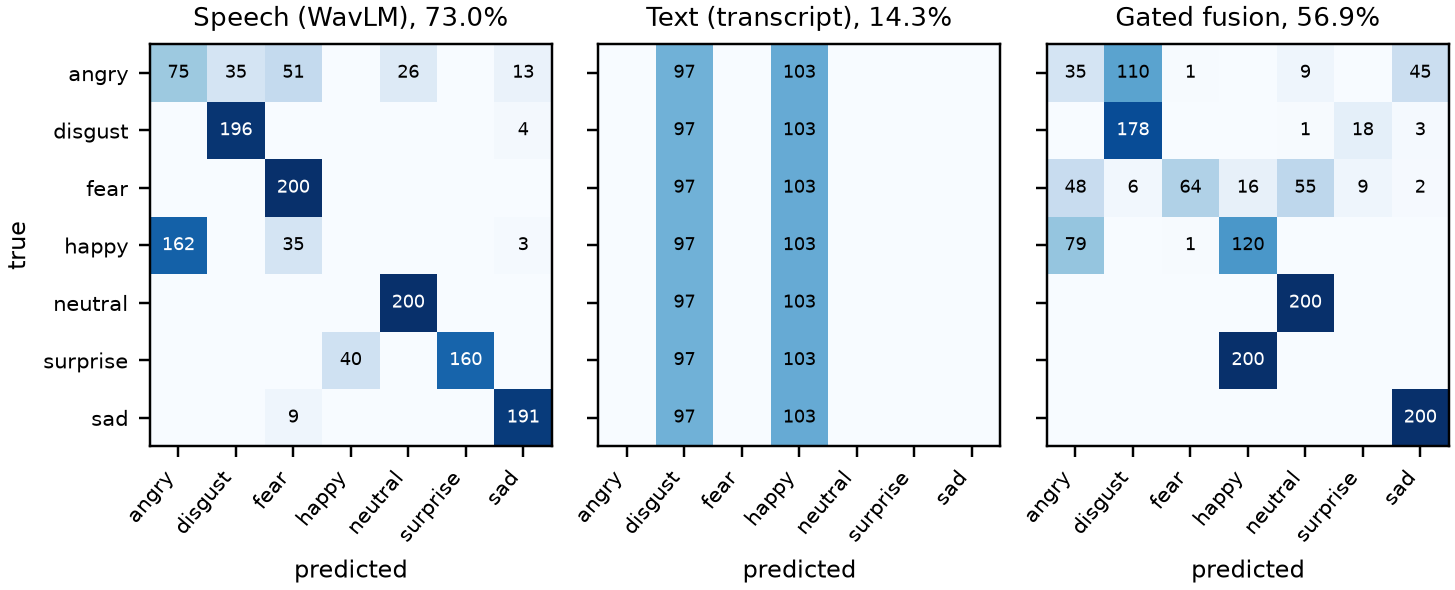 Speech (WavLM), 73.0%
Text (transcript), 14.3%
Gated fusion, 56.9%
true
angry 75 35 51 26 13
disgust 196 4
fear 200
happy 162 35 3
neutral 200
surprise 40 160
sad 9 191
97 103
97 103
97 103
97 103
97 103
97 103
97 103
35 110 1 9 45
178 1 18 3
48 6 64 16 55 9 2
79 1 120
200
200
200
angry disgust fear happy neutral surprise sad
predicted
angry disgust fear happy neutral surprise sad
predicted
angry disgust fear happy neutral surprise sad
predicted